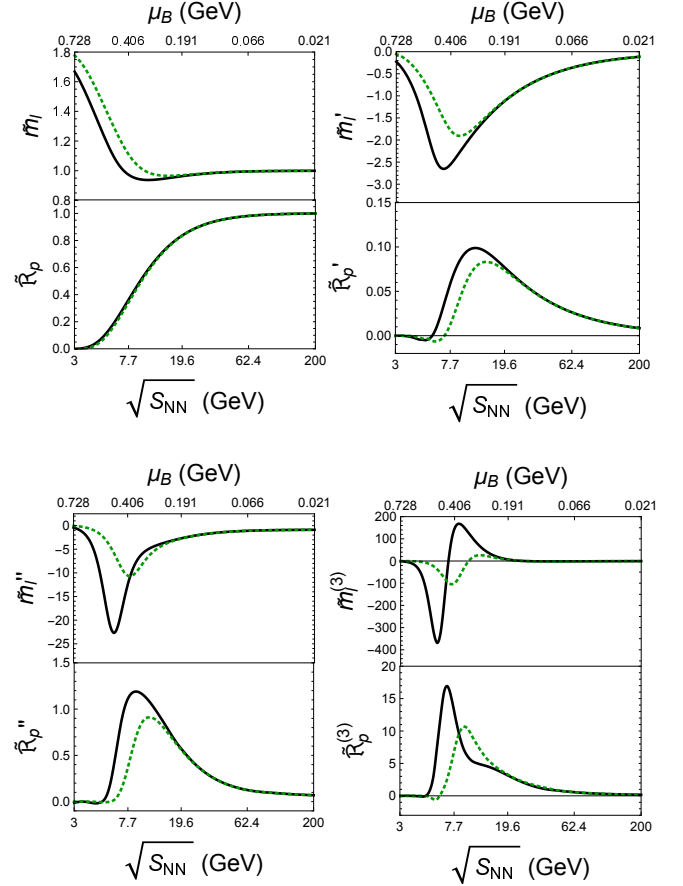 μB (GeV)
0.728 0.406 0.191 0.066 0.021
1.8
1.6
1.4
1.2
1.0
0.8
m̃l
1.0
0.8
0.6
0.4
0.2
0.0
R̃p
3 7.7 19.6 62.4 200
√SNN (GeV)
μB (GeV)
0.728 0.406 0.191 0.066 0.021
0.0
−0.5
−1.0
−1.5
−2.0
−2.5
−3.0
m̃l'
0.15
0.10
0.05
0.00
R̃p'
3 7.7 19.6 62.4 200
√SNN (GeV)
μB (GeV)
0.728 0.406 0.191 0.066 0.021
0
−5
−10
−15
−20
−25
m̃l''
1.5
1.0
0.5
0.0
R̃p''
3 7.7 19.6 62.4 200
√SNN (GeV)
μB (GeV)
0.728 0.406 0.191 0.066 0.021
200
100
0
−100
−200
−300
−400
m̃l(3)
20
15
10
5
0
R̃p(3)
3 7.7 19.6 62.4 200
√SNN (GeV)